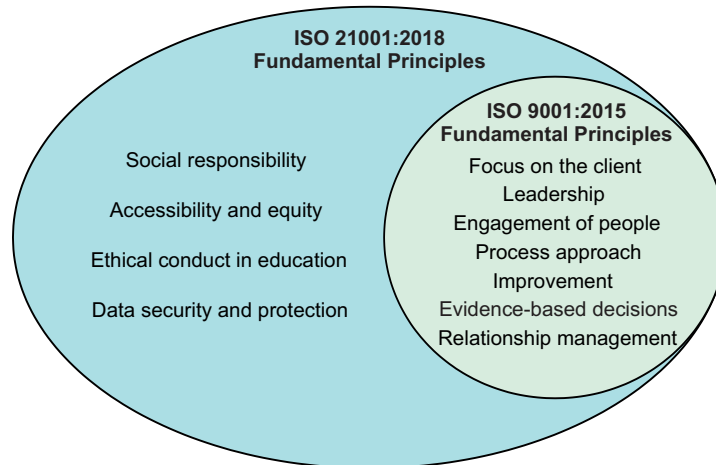 ISO 21001:2018
Fundamental Principles
Social responsibility
Accessibility and equity
Ethical conduct in education
Data security and protection
ISO 9001:2015
Fundamental Principles
Focus on the client
Leadership
Engagement of people
Process approach
Improvement
Evidence-based decisions
Relationship management